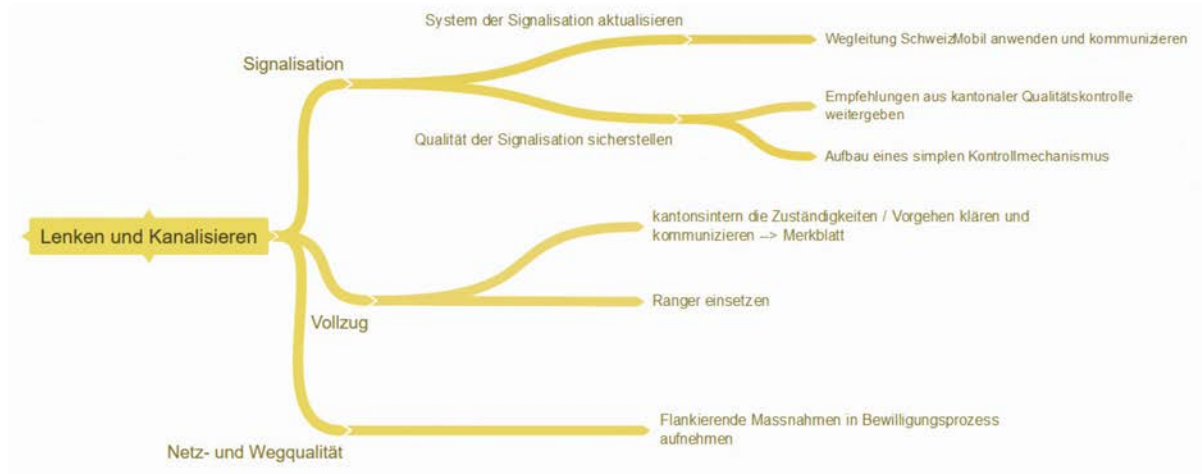 System der Signalisation aktualisieren
Wegleitung SchweizMobil anwenden und kommunizieren
Signalisation
Empfehlungen aus kantonaler Qualitätskontrolle
weitergeben
Qualität der Signalisation sicherstellen
Aufbau eines simplen Kontrollmechanismus
Lenken und Kanalisieren
kantonsintern die Zuständigkeiten / Vorgehen klären und
kommunizieren --> Merkblatt
Ranger einsetzen
Vollzug
Flankierende Massnahmen in Bewilligungsprozess
aufnehmen
Netz- und Wegqualität